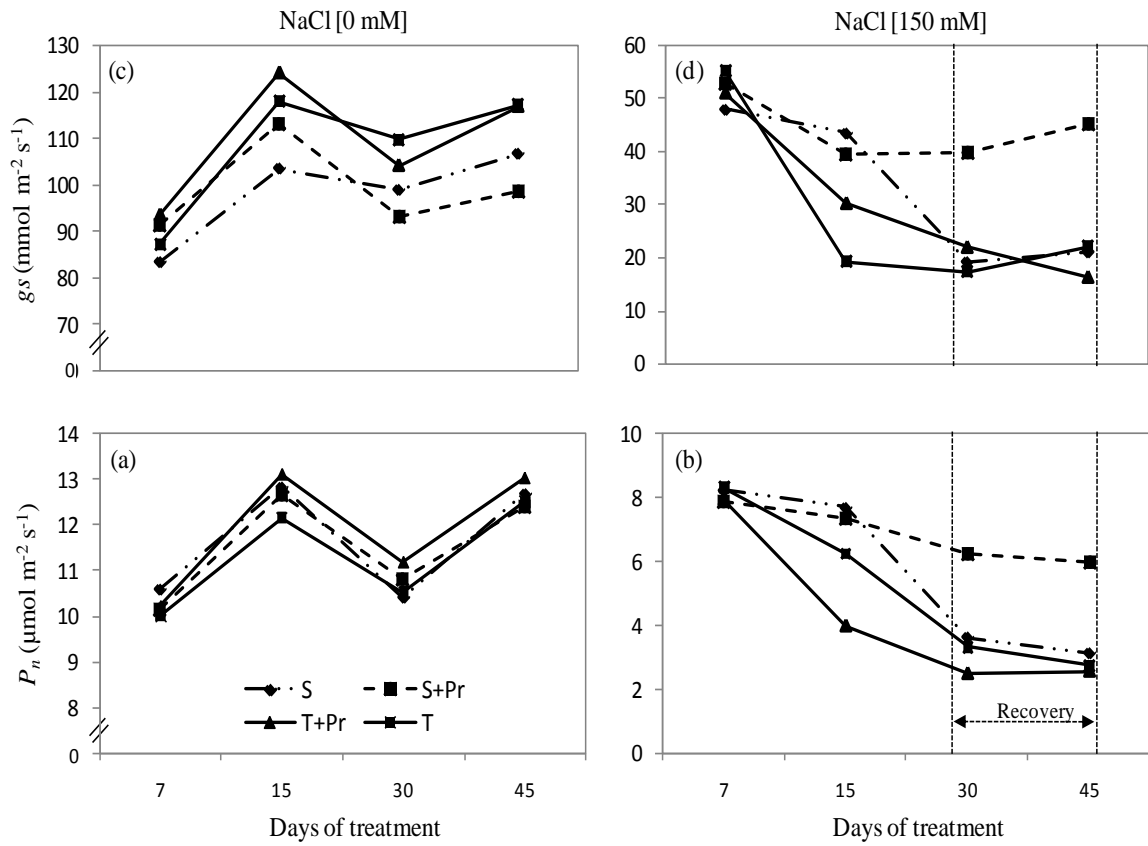 NaCl [0 mM]
NaCl [150 mM]
(c)
gs (mmol m⁻² s⁻¹)
130
120
110
100
90
80
70
0
(d)
60
50
40
30
20
10
0
(a)
Pn (µmol m⁻² s⁻¹)
14
13
12
11
10
9
8
0
S
S+Pr
T+Pr
T
7
15
30
45
Days of treatment
(b)
10
8
6
4
2
0
Recovery
7
15
30
45
Days of treatment